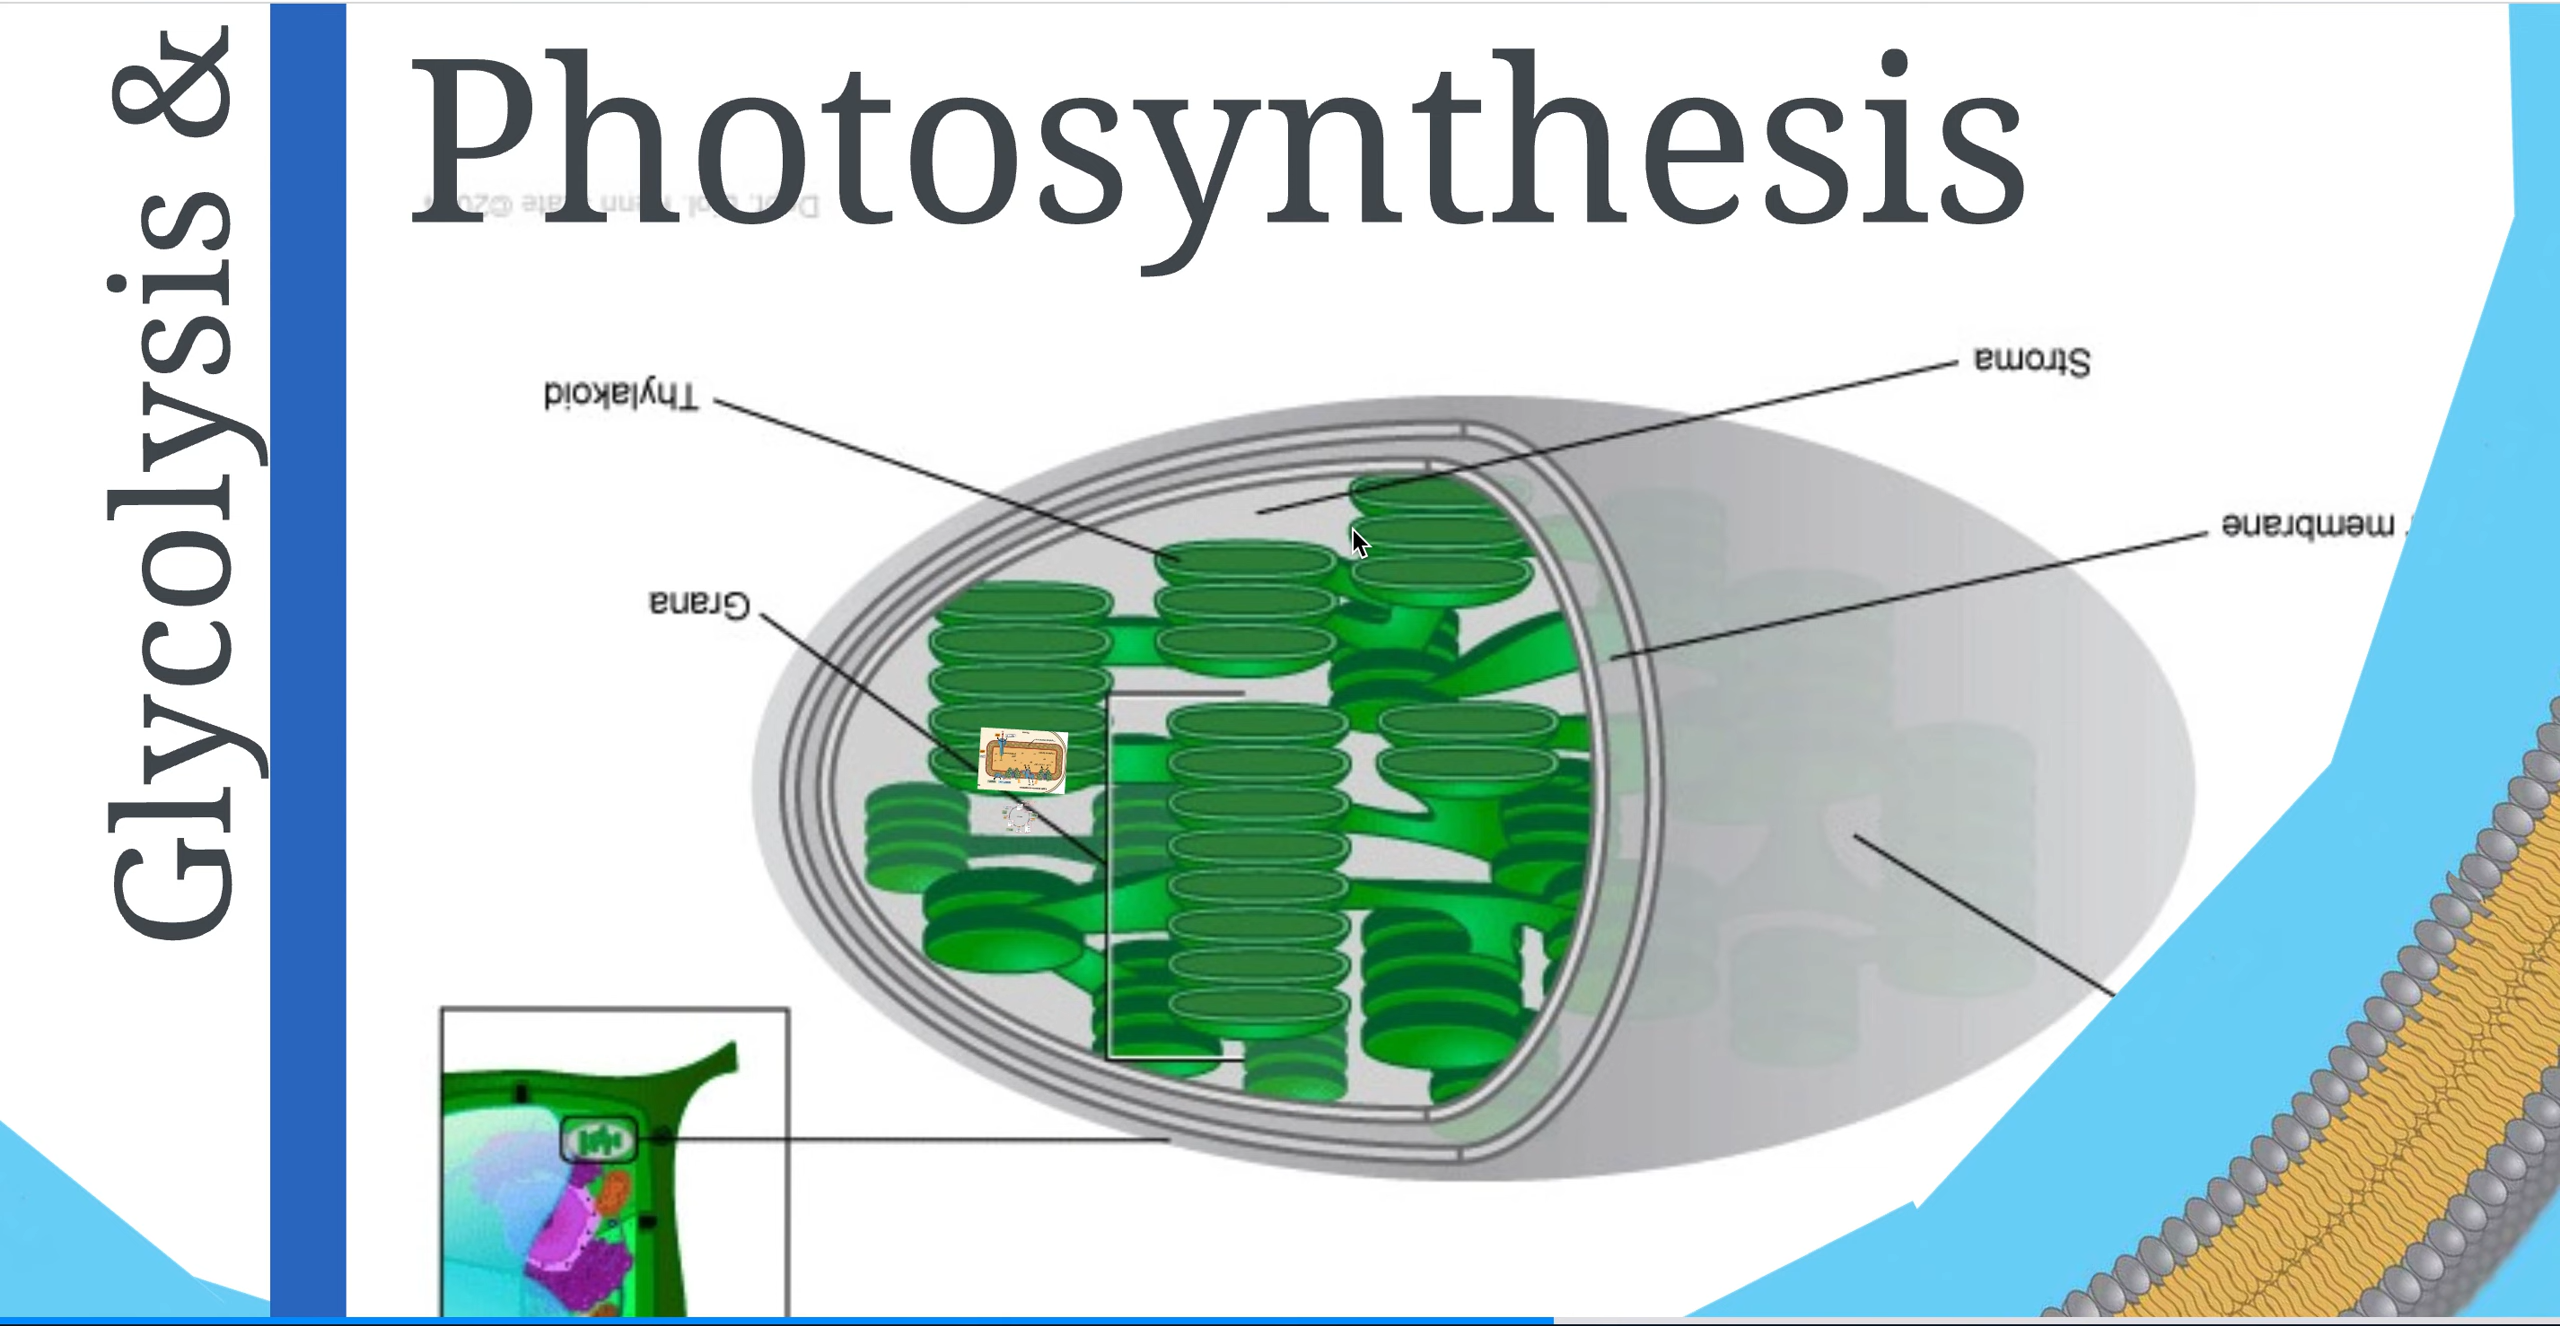 Glycolysis &
Photosynthesis
Thylakoid
Stroma
membrane
Grana